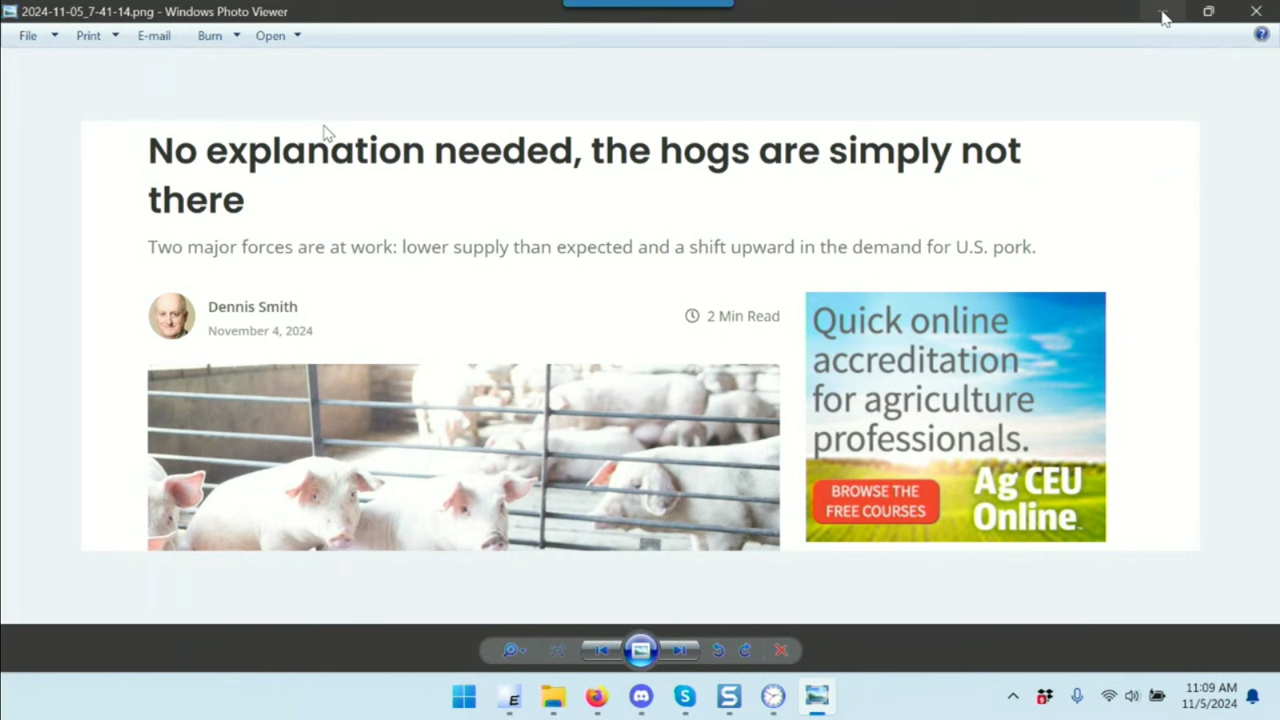 2024-11-05_7-41-14.png - Windows Photo Viewer
File Print E-mail Burn Open
No explanation needed, the hogs are simply not
there
Two major forces are at work: lower supply than expected and a shift upward in the demand for U.S. pork.
Dennis Smith
November 4, 2024
2 Min Read
Quick online
accreditation
for agriculture
professionals.
BROWSE THE
FREE COURSES
Ag CEU
Online
11:09 AM
11/5/2024